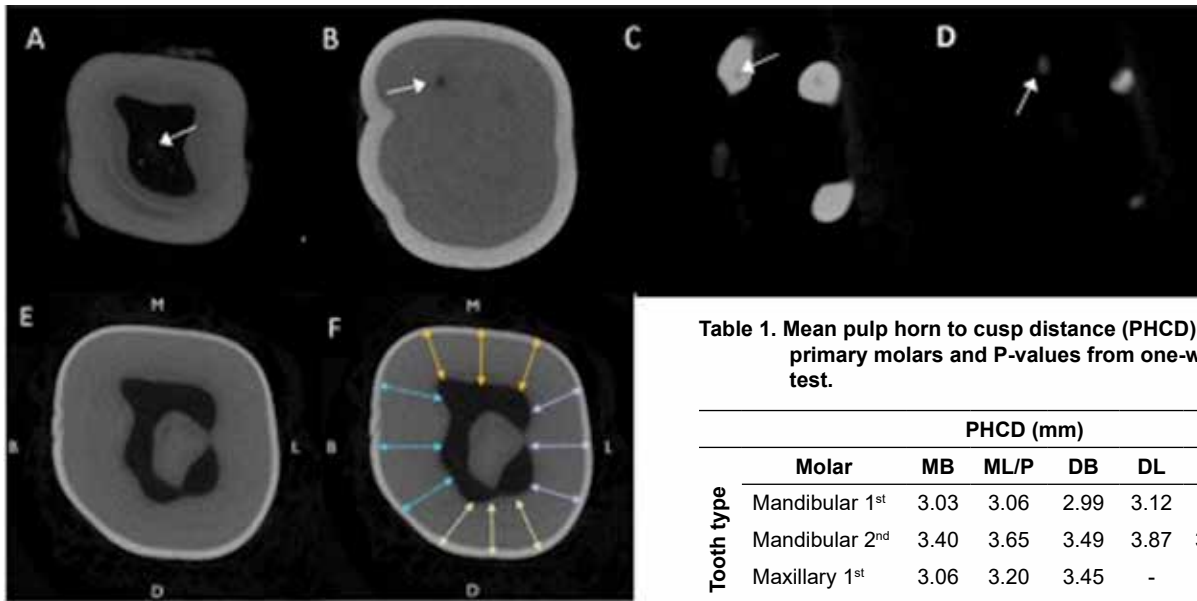 A B C D
E M
B L
D
F M
B L
D
Table 1. Mean pulp horn to cusp distance (PHCD)
primary molars and P-values from one-w
test.
PHCD (mm)
Molar MB ML/P DB DL
Tooth type
Mandibular 1st 3.03 3.06 2.99 3.12
Mandibular 2nd 3.40 3.65 3.49 3.87 3
Maxillary 1st 3.06 3.20 3.45 -